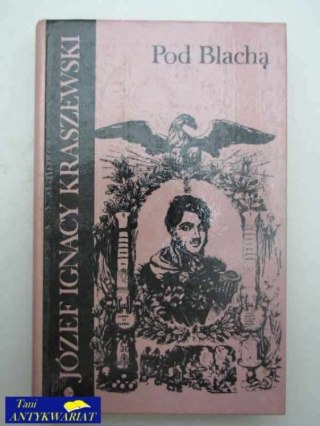 Pod Blachą
JÓZEF IGNACY KRASZEWSKI
Tani
ANTYKWARIAT